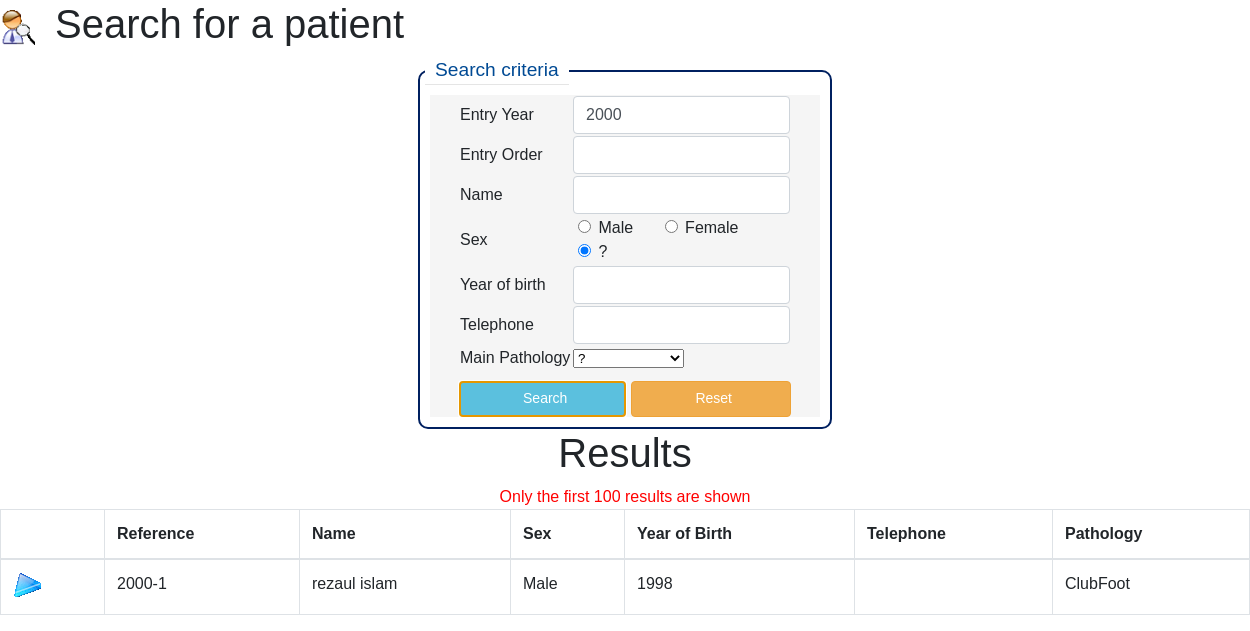 Search for a patient
Search criteria
Entry Year 2000
Entry Order
Name
Sex Male Female
?
Year of birth
Telephone
Main Pathology ?
Search Reset
Results
Only the first 100 results are shown
Reference Name Sex Year of Birth Telephone Pathology
2000-1 rezaul islam Male 1998 ClubFoot